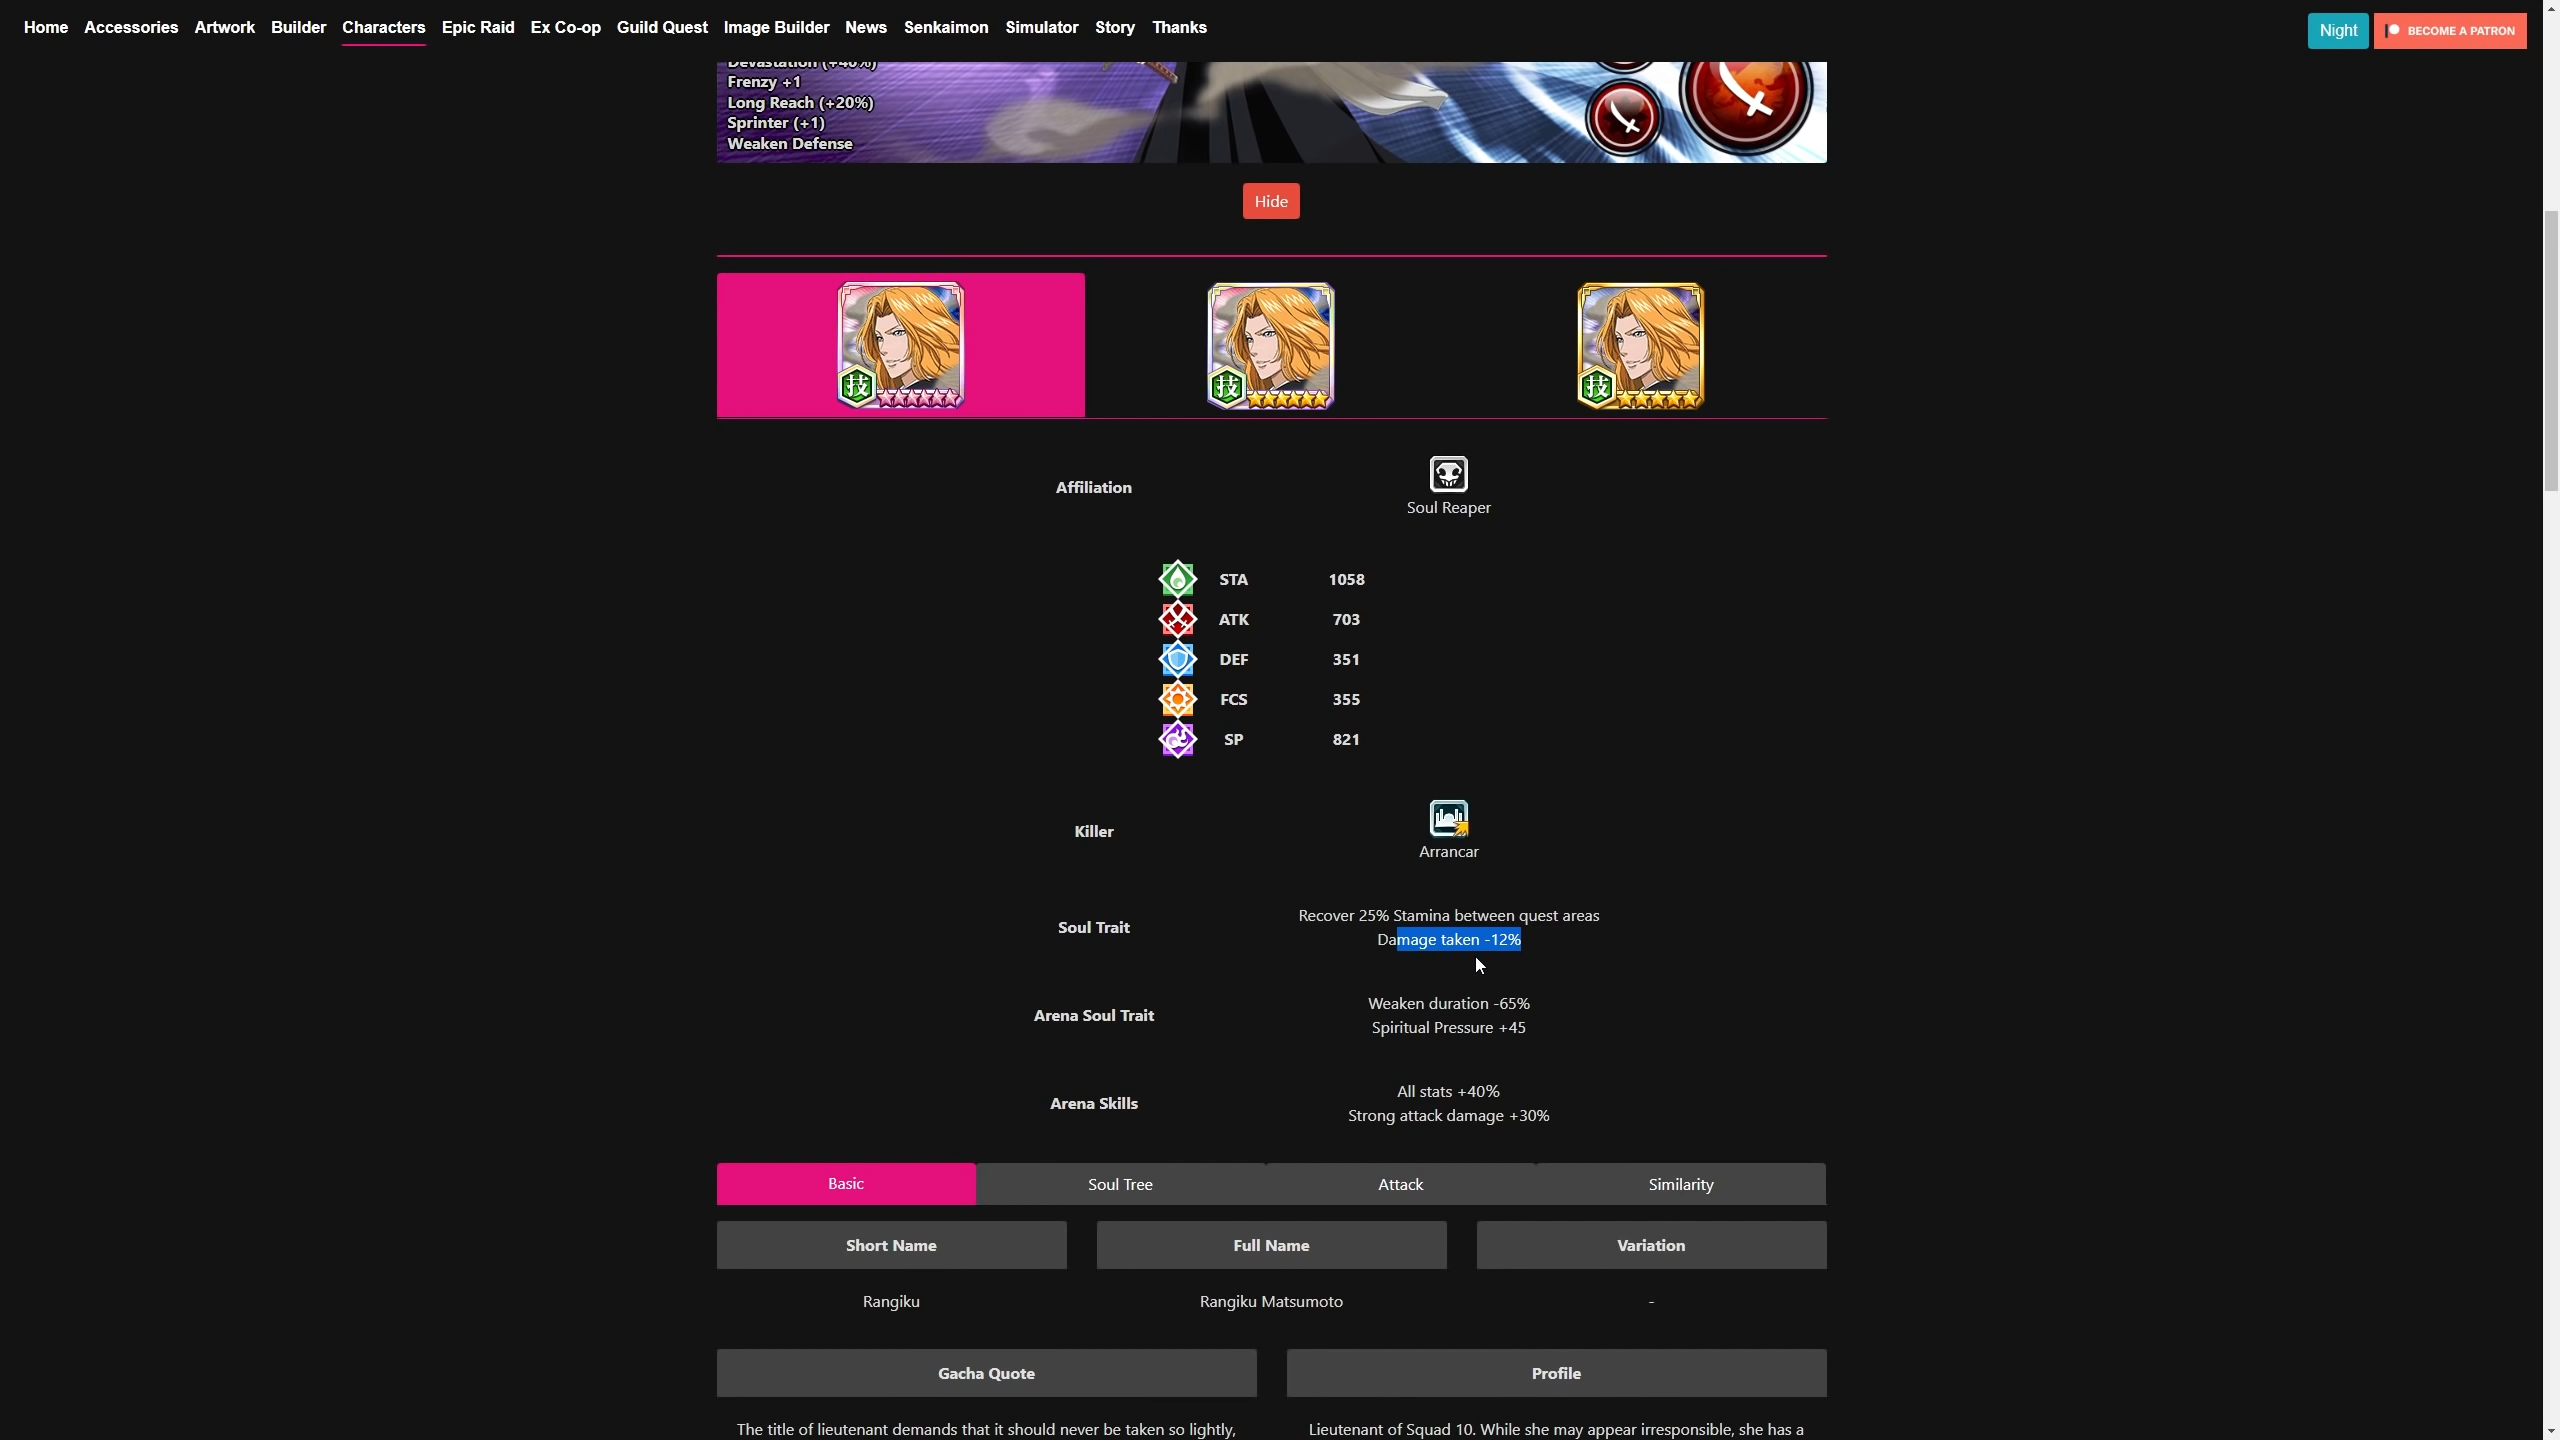 Home Accessories Artwork Builder Characters Epic Raid Ex Co-op Guild Quest Image Builder News Senkaimon Simulator Story Thanks Night BECOME A PATRON
Devastation (+40%)
Frenzy +1
Long Reach (+20%)
Sprinter (+1)
Weaken Defense
Hide
技 技 技
Affiliation
Soul Reaper
STA 1058
ATK 703
DEF 351
FCS 355
SP 821
Killer
Arrancar
Soul Trait
Recover 25% Stamina between quest areas
Damage taken -12%
Arena Soul Trait
Weaken duration -65%
Spiritual Pressure +45
Arena Skills
All stats +40%
Strong attack damage +30%
Basic Soul Tree Attack Similarity
Short Name Full Name Variation
Rangiku Rangiku Matsumoto -
Gacha Quote Profile
The title of lieutenant demands that it should never be taken so lightly, Lieutenant of Squad 10. While she may appear irresponsible, she has a